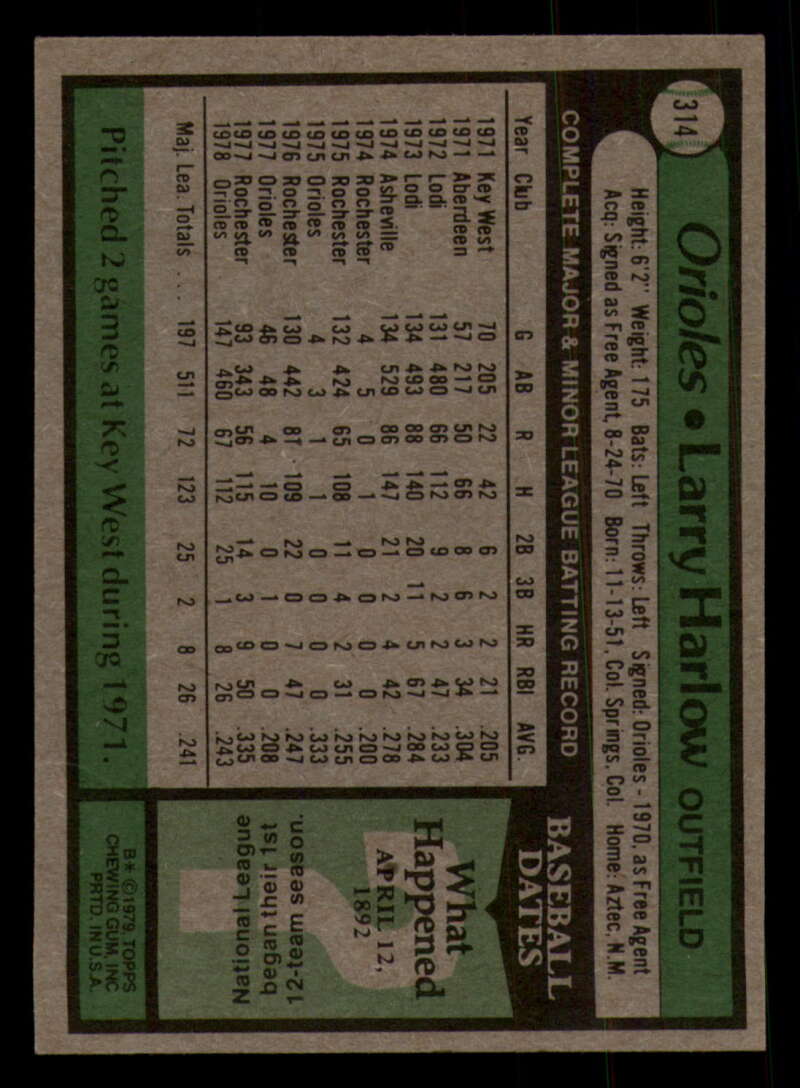 314
Orioles • Larry Harlow OUTFIELD
Height: 6'2" Weight: 175 Bats: Left Throws: Left Signed: Orioles - 1970, as Free Agent
Acq: Signed as Free Agent, 8-24-70 Born: 11-13-51, Col. Springs, Col. Home: Aztec, N.M.
COMPLETE MAJOR & MINOR LEAGUE BATTING RECORD
Year Club G AB R H 2B 3B HR RBI AVG.
1971 Key West 70 205 22 42 6 2 2 21 .205
1971 Aberdeen 57 217 50 66 8 6 3 34 .304
1972 Lodi 131 480 66 112 9 2 2 47 .233
1973 Lodi 134 493 88 140 20 11 5 67 .284
1974 Asheville 134 529 86 147 21 2 4 42 .278
1974 Rochester 4 5 0 1 0 0 0 0 .200
1975 Rochester 132 424 65 108 11 4 2 31 .255
1975 Orioles 4 3 1 1 0 0 0 0 .333
1976 Rochester 130 442 81 109 22 0 7 47 .247
1977 Orioles 46 48 4 10 0 1 0 0 .208
1977 Rochester 93 343 56 115 14 3 9 50 .335
1978 Orioles 147 460 67 112 25 1 8 26 .243
Maj. Lea. Totals . . . 197 511 72 123 25 2 8 26 .241
Pitched 2 games at Key West during 1971.
BASEBALL
DATES
What
Happened
APRIL 12,
1892
?
National League
began their 1st
12-team season.
B* ©1979 TOPPS
CHEWING GUM, INC
PRTD. IN U.S.A.